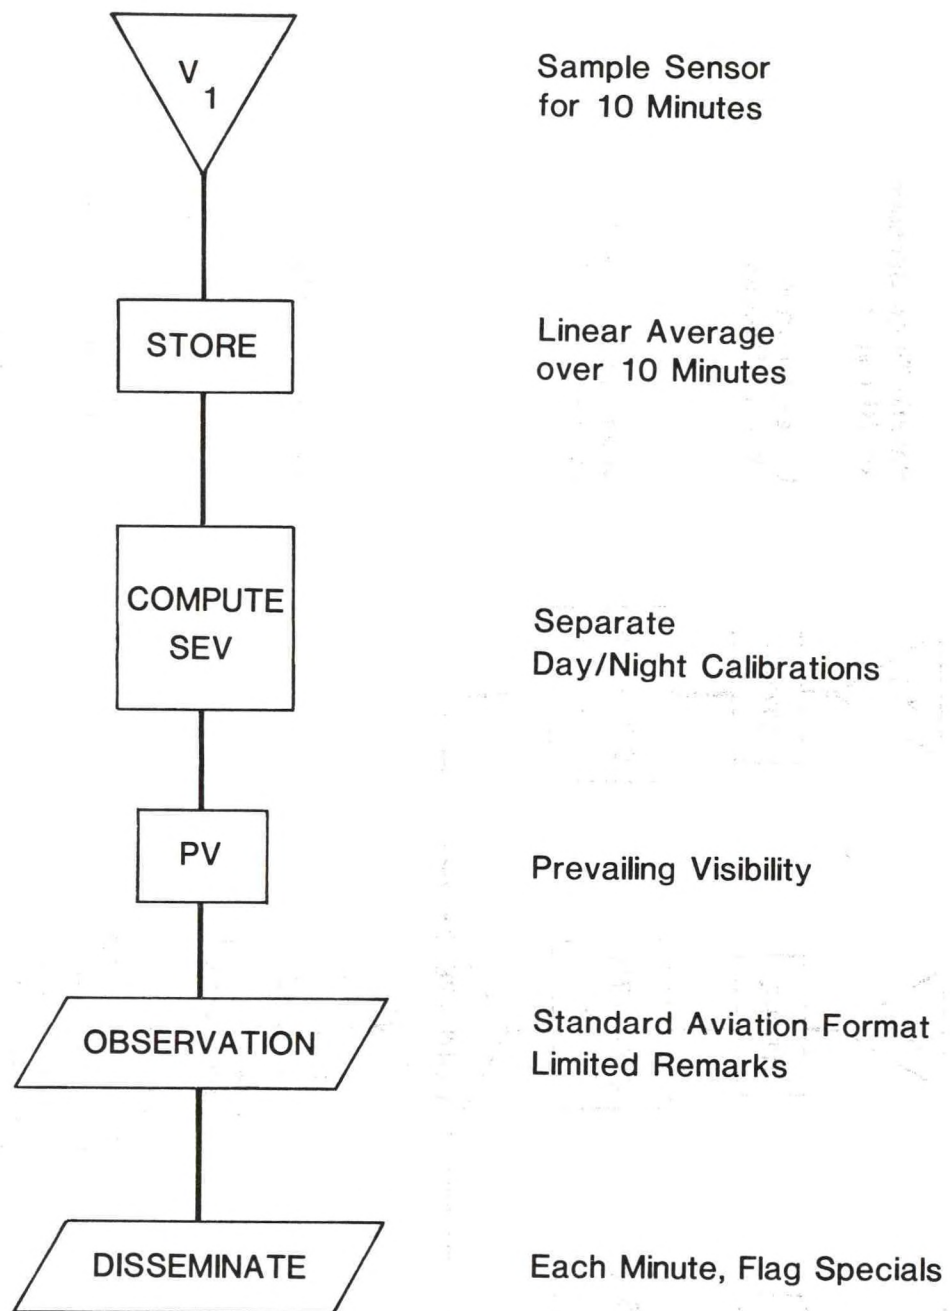 V1
Sample Sensor
for 10 Minutes
STORE
Linear Average
over 10 Minutes
COMPUTE
SEV
Separate
Day/Night Calibrations
PV
Prevailing Visibility
OBSERVATION
Standard Aviation Format
Limited Remarks
DISSEMINATE
Each Minute, Flag Specials